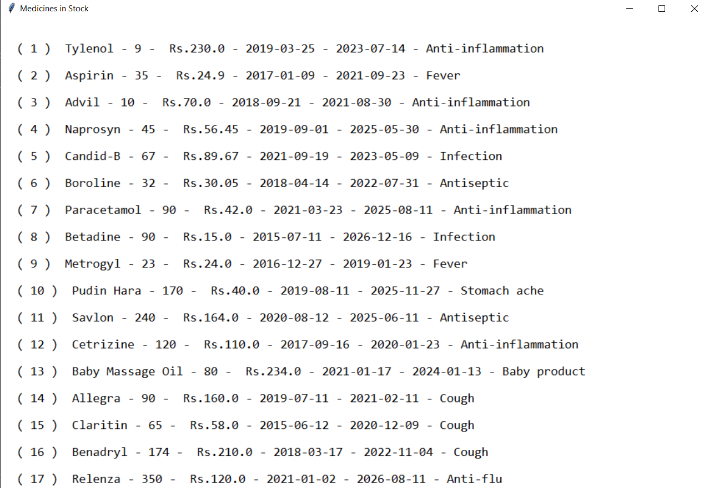 Medicines in Stock
( 1 ) Tylenol - 9 - Rs.230.0 - 2019-03-25 - 2023-07-14 - Anti-inflammation
( 2 ) Aspirin - 35 - Rs.24.9 - 2017-01-09 - 2021-09-23 - Fever
( 3 ) Advil - 10 - Rs.70.0 - 2018-09-21 - 2021-08-30 - Anti-inflammation
( 4 ) Naprosyn - 45 - Rs.56.45 - 2019-09-01 - 2025-05-30 - Anti-inflammation
( 5 ) Candid-B - 67 - Rs.89.67 - 2021-09-19 - 2023-05-09 - Infection
( 6 ) Boroline - 32 - Rs.30.05 - 2018-04-14 - 2022-07-31 - Antiseptic
( 7 ) Paracetamol - 90 - Rs.42.0 - 2021-03-23 - 2025-08-11 - Anti-inflammation
( 8 ) Betadine - 90 - Rs.15.0 - 2015-07-11 - 2026-12-16 - Infection
( 9 ) Metrogyl - 23 - Rs.24.0 - 2016-12-27 - 2019-01-23 - Fever
( 10 ) Pudin Hara - 170 - Rs.40.0 - 2019-08-11 - 2025-11-27 - Stomach ache
( 11 ) Savlon - 240 - Rs.164.0 - 2020-08-12 - 2025-06-11 - Antiseptic
( 12 ) Cetrizine - 120 - Rs.110.0 - 2017-09-16 - 2020-01-23 - Anti-inflammation
( 13 ) Baby Massage Oil - 80 - Rs.234.0 - 2021-01-17 - 2024-01-13 - Baby product
( 14 ) Allegra - 90 - Rs.160.0 - 2019-07-11 - 2021-02-11 - Cough
( 15 ) Claritin - 65 - Rs.58.0 - 2015-06-12 - 2020-12-09 - Cough
( 16 ) Benadryl - 174 - Rs.210.0 - 2018-03-17 - 2022-11-04 - Cough
( 17 ) Relenza - 350 - Rs.120.0 - 2021-01-02 - 2026-08-11 - Anti-flu